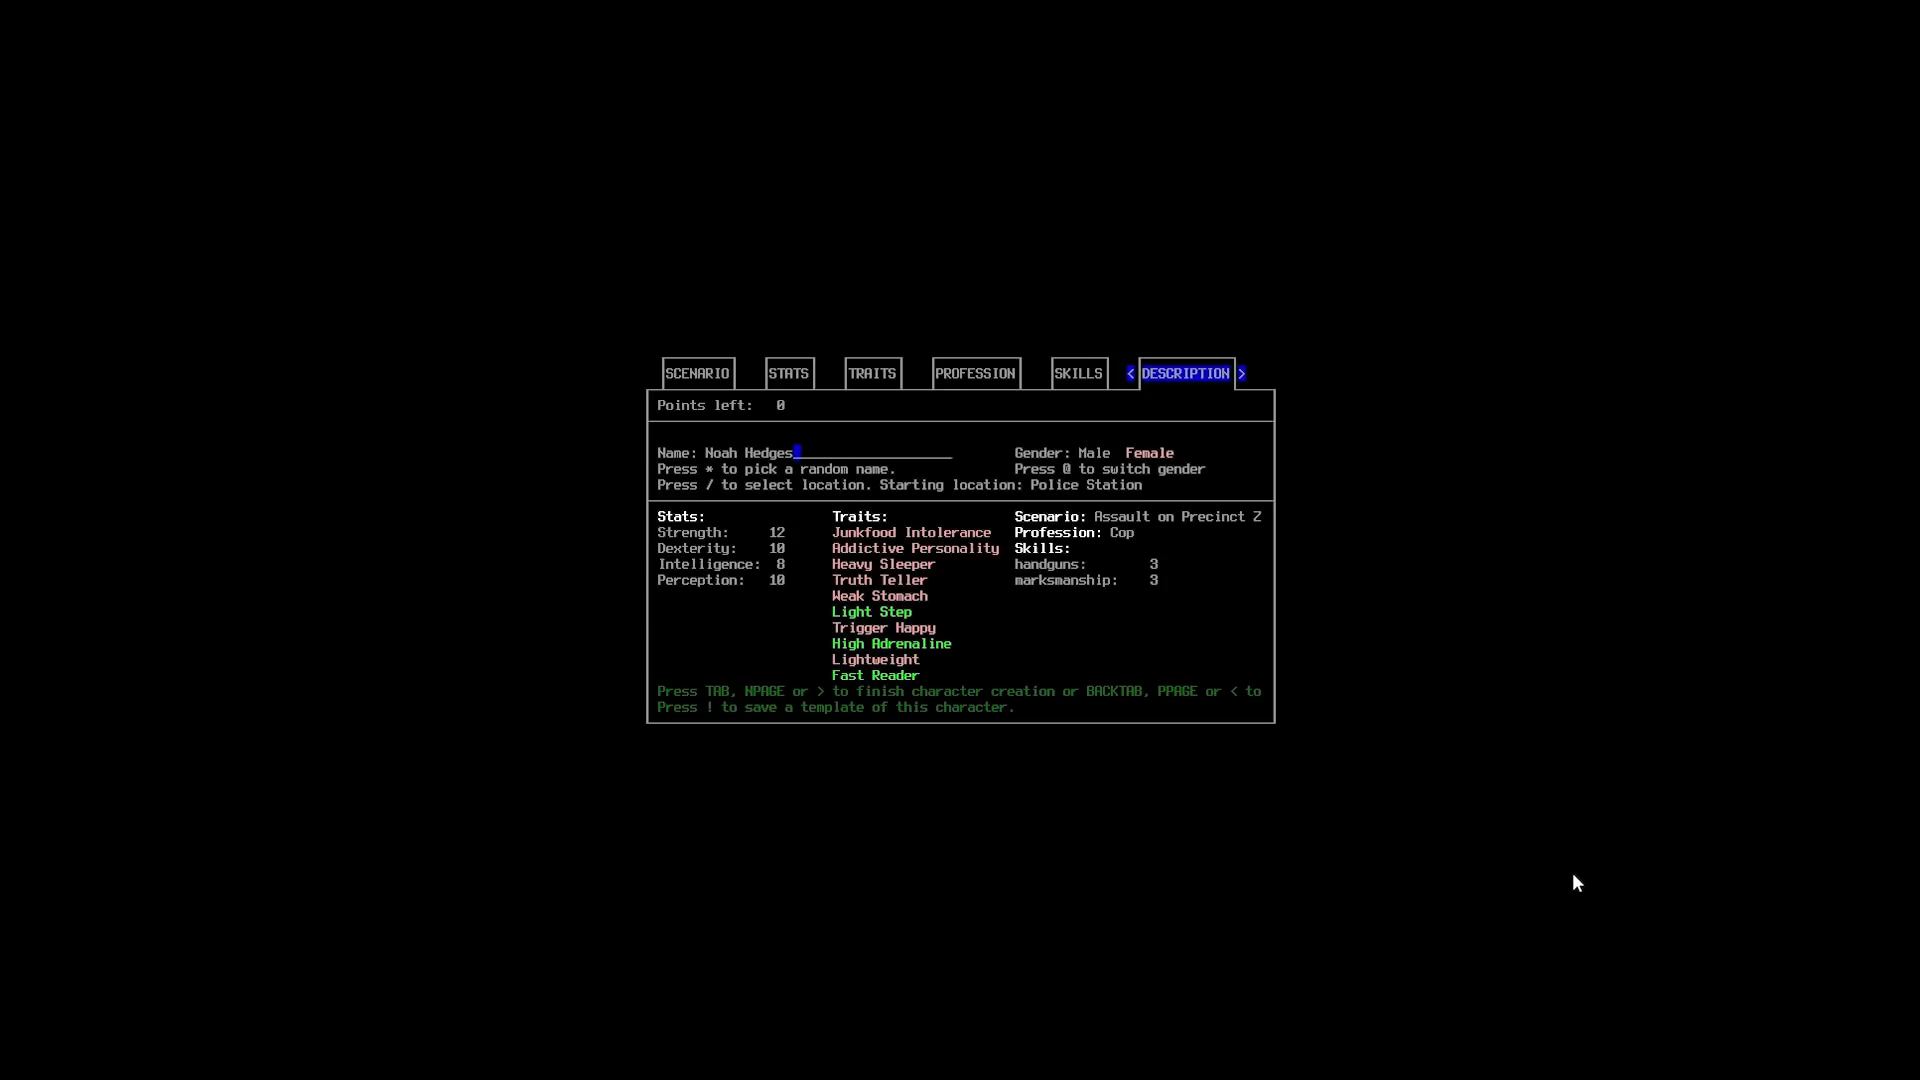 SCENARIO STATS TRAITS PROFESSION SKILLS < DESCRIPTION >
Points left: 0
Name: Noah Hedges Gender: Male Female
Press * to pick a random name. Press @ to switch gender
Press / to select location. Starting location: Police Station
Stats: Traits: Scenario: Assault on Precinct Z
Strength: 12 Junkfood Intolerance Profession: Cop
Dexterity: 10 Addictive Personality Skills:
Intelligence: 8 Heavy Sleeper handguns: 3
Perception: 10 Truth Teller marksmanship: 3
Weak Stomach
Light Step
Trigger Happy
High Adrenaline
Lightweight
Fast Reader
Press TAB, NPAGE or > to finish character creation or BACKTAB, PPAGE or < to
Press ! to save a template of this character.